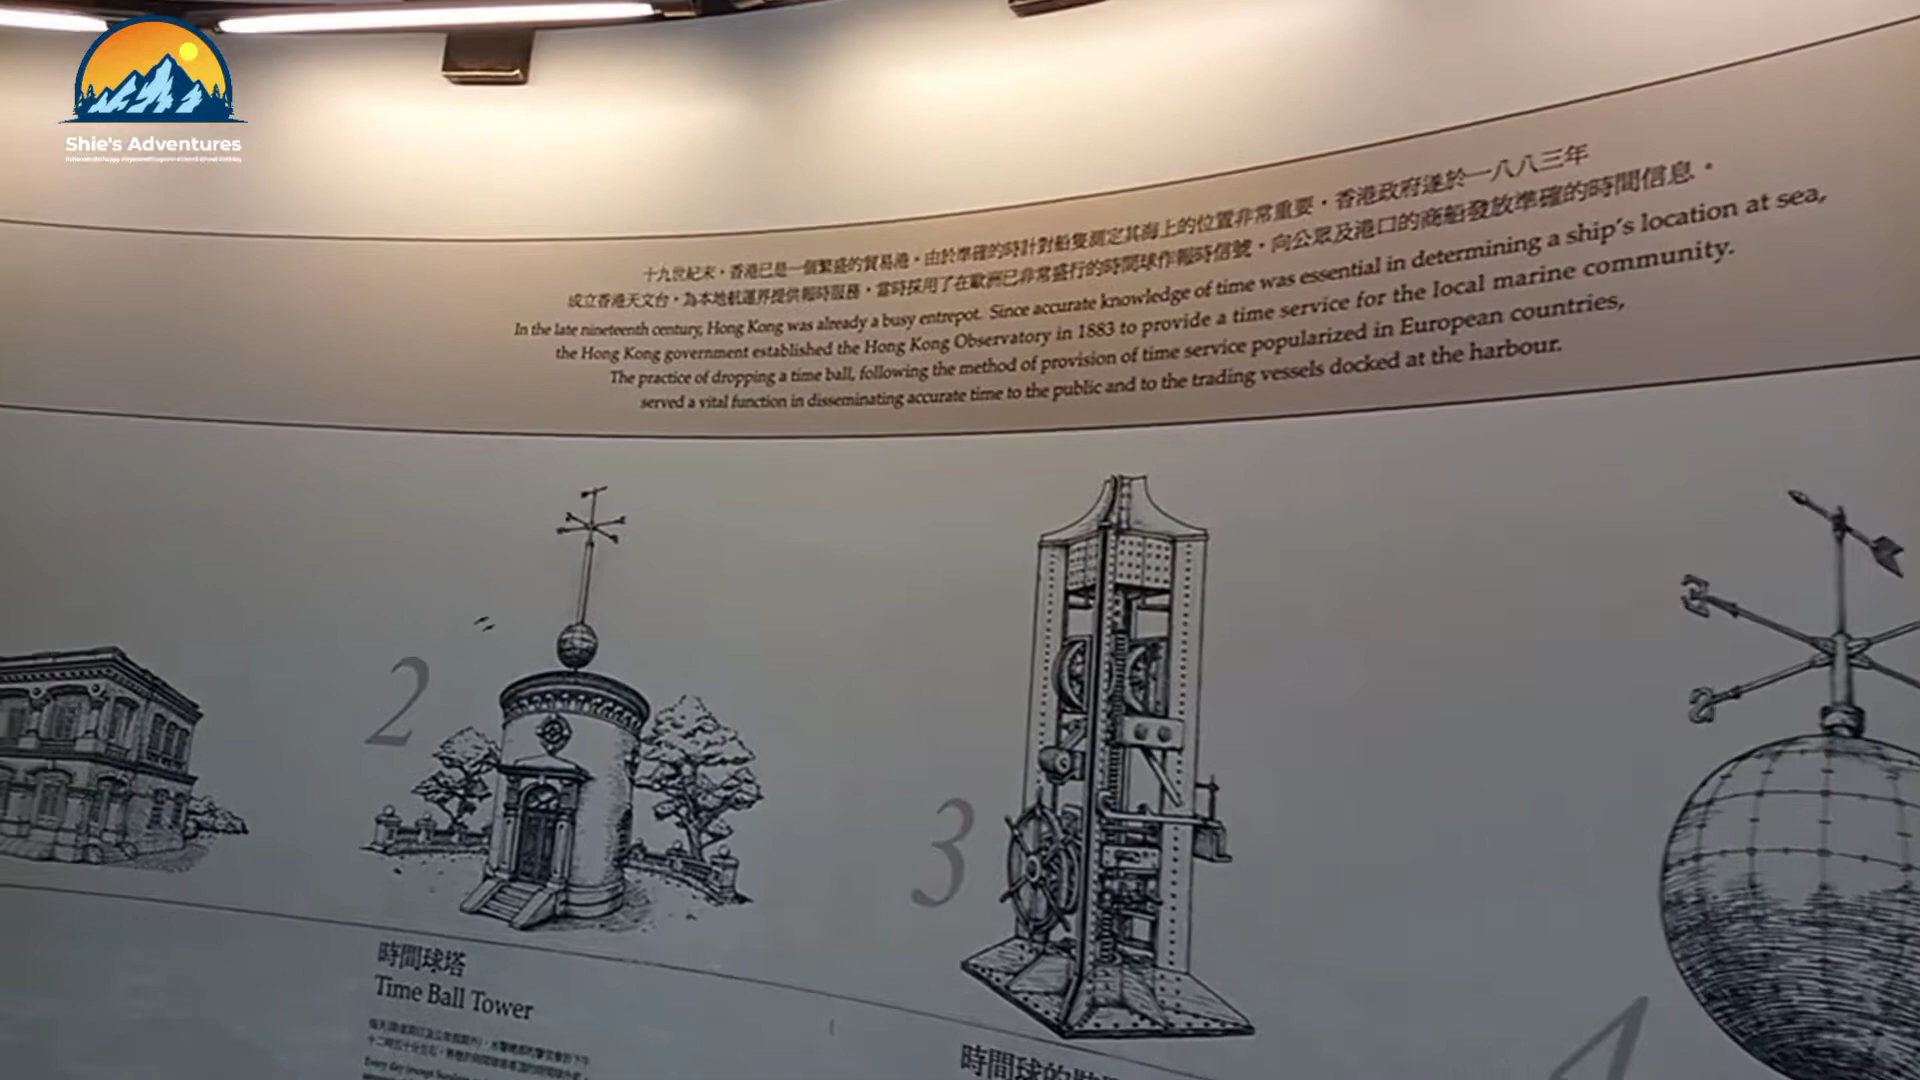 Shie's Adventures
十九世紀末，香港已是一個繁盛的貿易港。由於準確的時計對船隻測定其海上的位置非常重要，香港政府遂於一八八三年
成立香港天文台，為本地航運界提供報時服務，當時採用了在歐洲已非常盛行的時間球作報時信號，向公眾及港口的商船發放準確的時間信息。
In the late nineteenth century, Hong Kong was already a busy entrepot. Since accurate knowledge of time was essential in determining a ship's location at sea,
the Hong Kong government established the Hong Kong Observatory in 1883 to provide a time service for the local marine community.
The practice of dropping a time ball, following the method of provision of time service popularized in European countries,
served a vital function in disseminating accurate time to the public and to the trading vessels docked at the harbour.
2
3
4
時間球塔
Time Ball Tower
時間球的
Every day (except Sundays